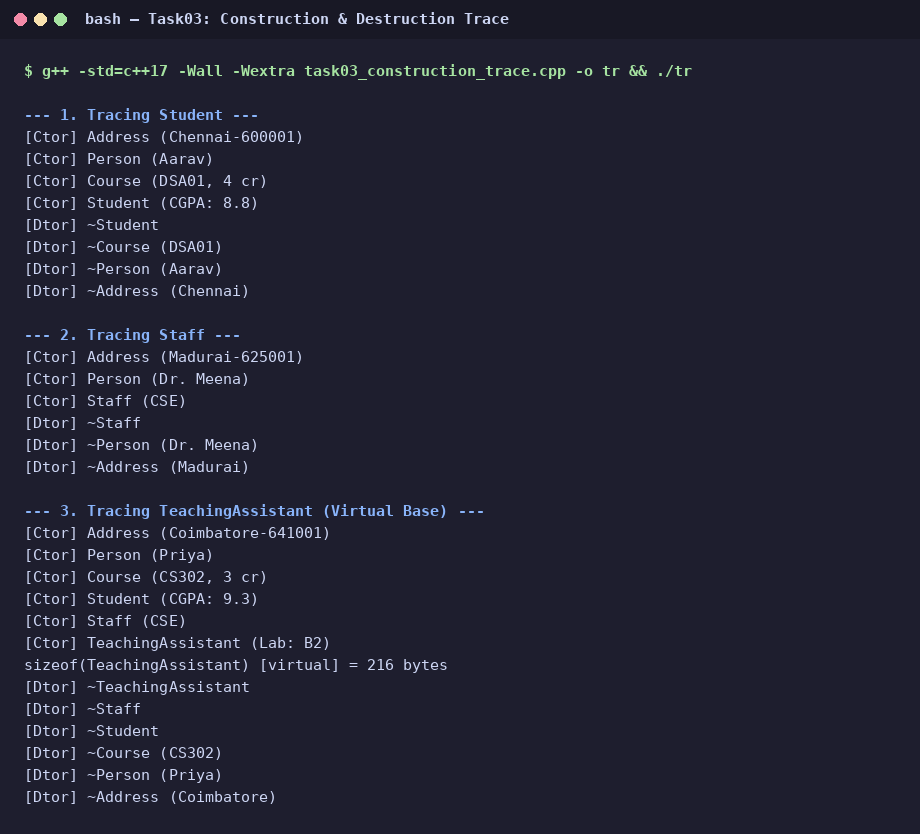 bash — Task03: Construction & Destruction Trace
$ g++ -std=c++17 -Wall -Wextra task03_construction_trace.cpp -o tr && ./tr
--- 1. Tracing Student ---
[Ctor] Address (Chennai-600001)
[Ctor] Person (Aarav)
[Ctor] Course (DSA01, 4 cr)
[Ctor] Student (CGPA: 8.8)
[Dtor] ~Student
[Dtor] ~Course (DSA01)
[Dtor] ~Person (Aarav)
[Dtor] ~Address (Chennai)
--- 2. Tracing Staff ---
[Ctor] Address (Madurai-625001)
[Ctor] Person (Dr. Meena)
[Ctor] Staff (CSE)
[Dtor] ~Staff
[Dtor] ~Person (Dr. Meena)
[Dtor] ~Address (Madurai)
--- 3. Tracing TeachingAssistant (Virtual Base) ---
[Ctor] Address (Coimbatore-641001)
[Ctor] Person (Priya)
[Ctor] Course (CS302, 3 cr)
[Ctor] Student (CGPA: 9.3)
[Ctor] Staff (CSE)
[Ctor] TeachingAssistant (Lab: B2)
sizeof(TeachingAssistant) [virtual] = 216 bytes
[Dtor] ~TeachingAssistant
[Dtor] ~Staff
[Dtor] ~Student
[Dtor] ~Course (CS302)
[Dtor] ~Person (Priya)
[Dtor] ~Address (Coimbatore)